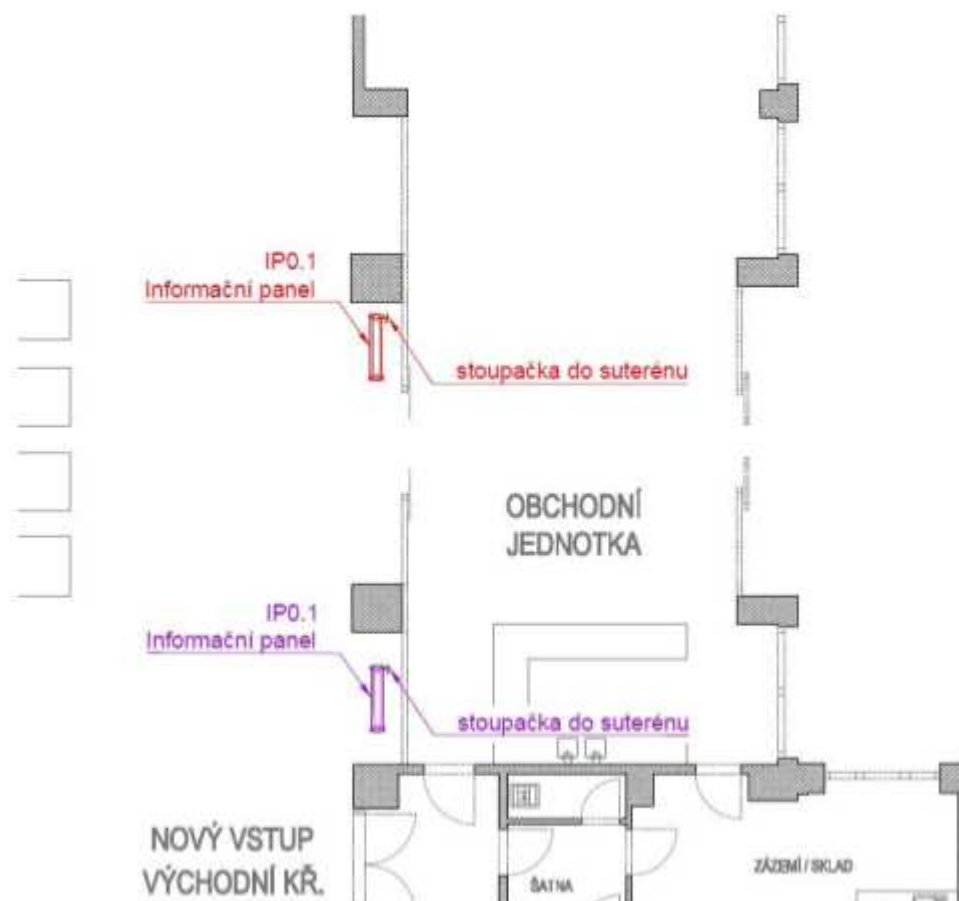 IP0.1
Informační panel
stoupačka do suterénu
OBCHODNÍ
JEDNOTKA
IP0.1
Informační panel
stoupačka do suterénu
NOVÝ VSTUP
VÝCHODNÍ KŘ.
ŠATNA
ZÁZEMÍ / SKLAD